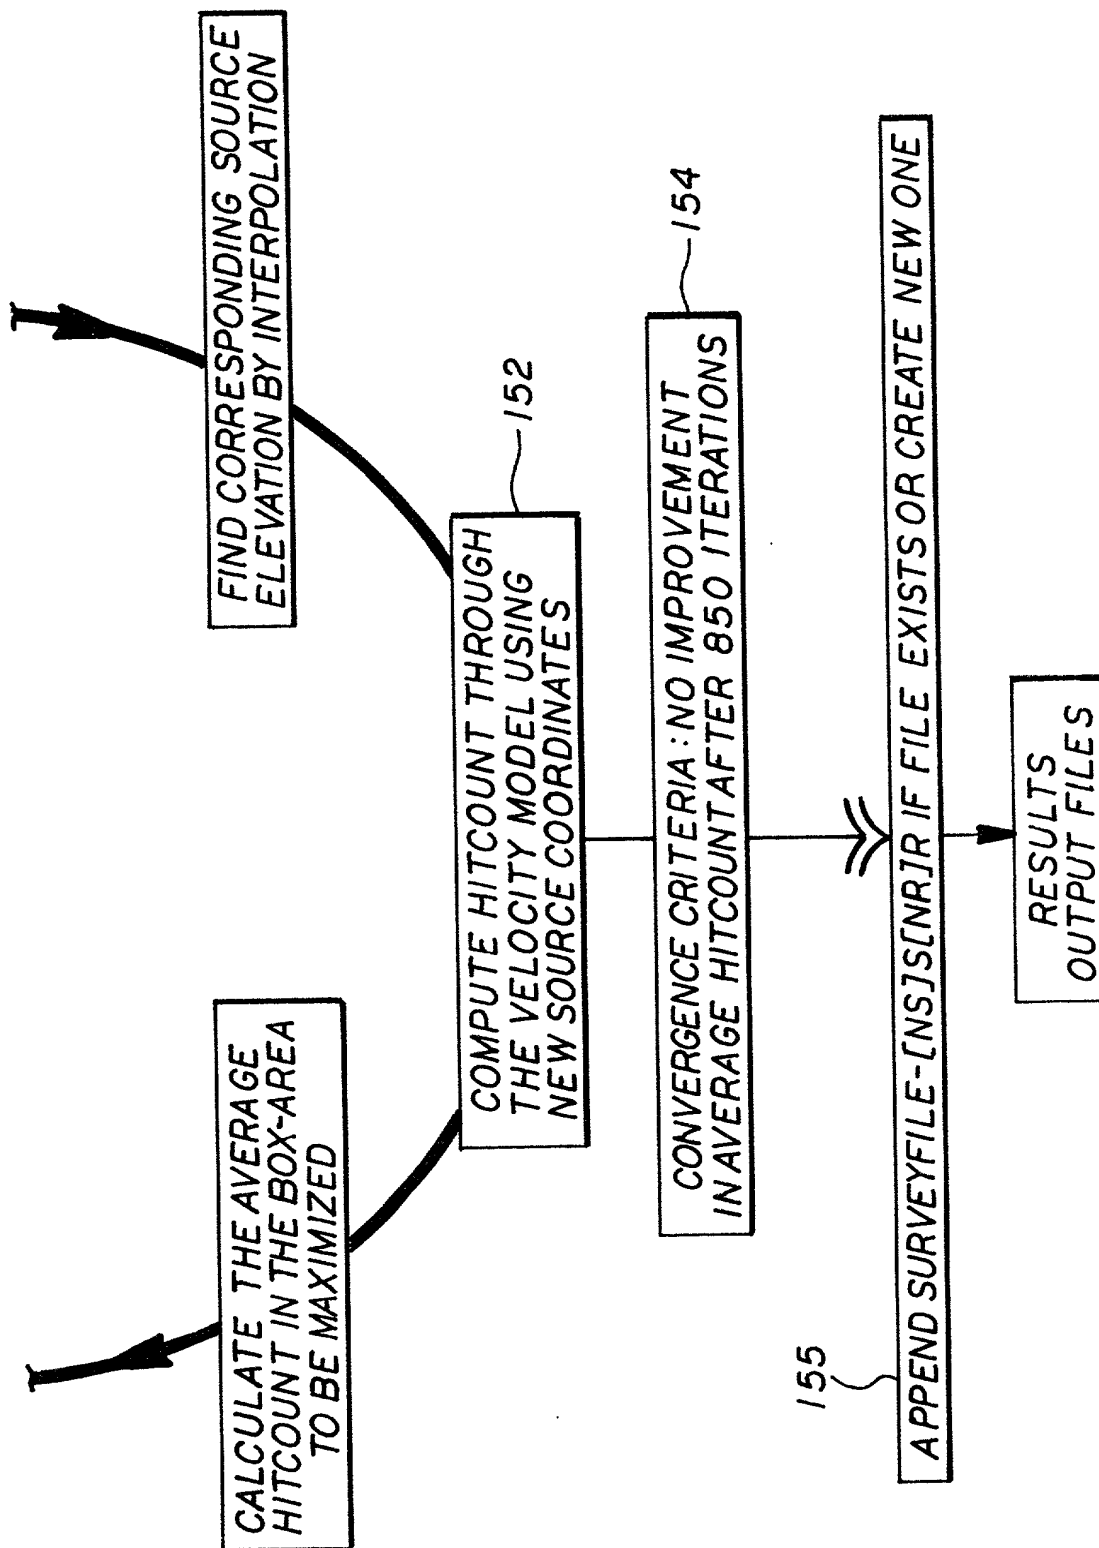 FIND CORRESPONDING SOURCE
ELEVATION BY INTERPOLATION
CALCULATE THE AVERAGE
HITCOUNT IN THE BOX-AREA
TO BE MAXIMIZED
152
COMPUTE HITCOUNT THROUGH
THE VELOCITY MODEL USING
NEW SOURCE COORDINATES
154
CONVERGENCE CRITERIA: NO IMPROVEMENT
IN AVERAGE HITCOUNT AFTER 850 ITERATIONS
155
APPEND SURVEYFILE-[NS]S[NR]R IF FILE EXISTS OR CREATE NEW ONE
RESULTS
OUTPUT FILES